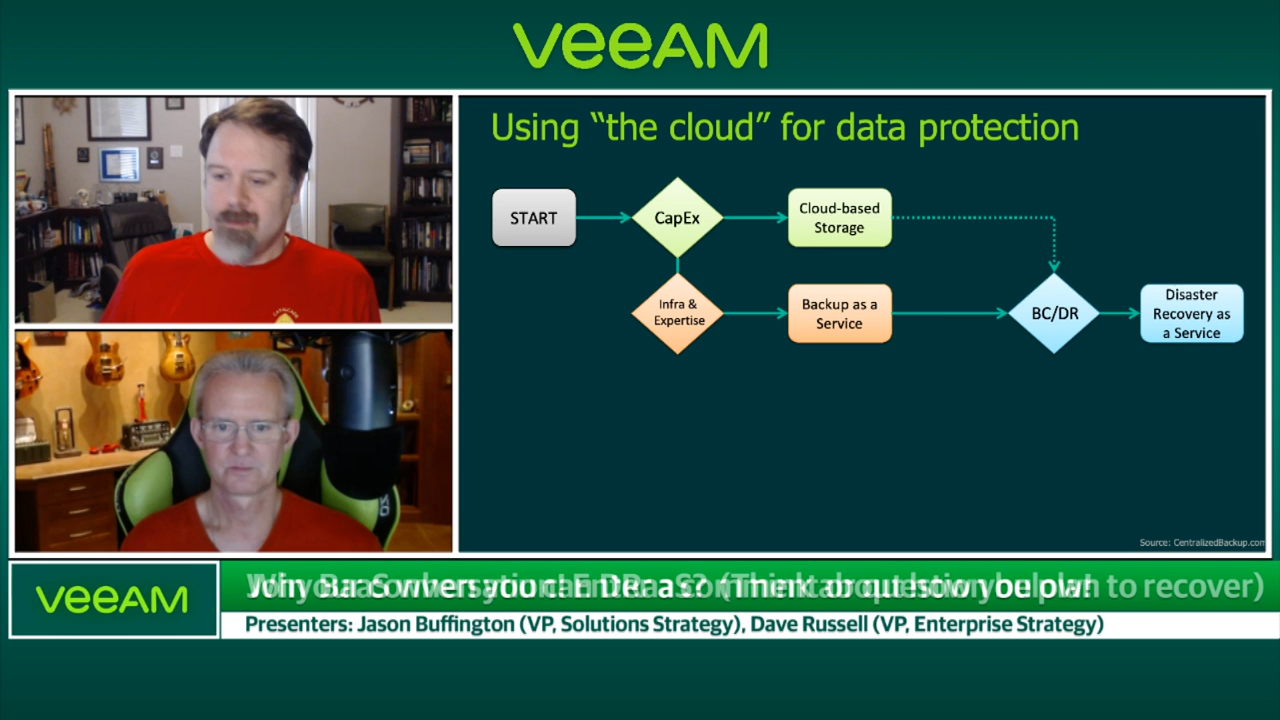 veeAM
Using “the cloud” for data protection
START
CapEx
Cloud-based
Storage
Infra &
Expertise
Backup as a
Service
BC/DR
Disaster
Recovery as
a Service
Source: CentralizedBackup.com
veeAM
to recover)
Presenters: Jason Buffington (VP, Solutions Strategy), Dave Russell (VP, Enterprise Strategy)